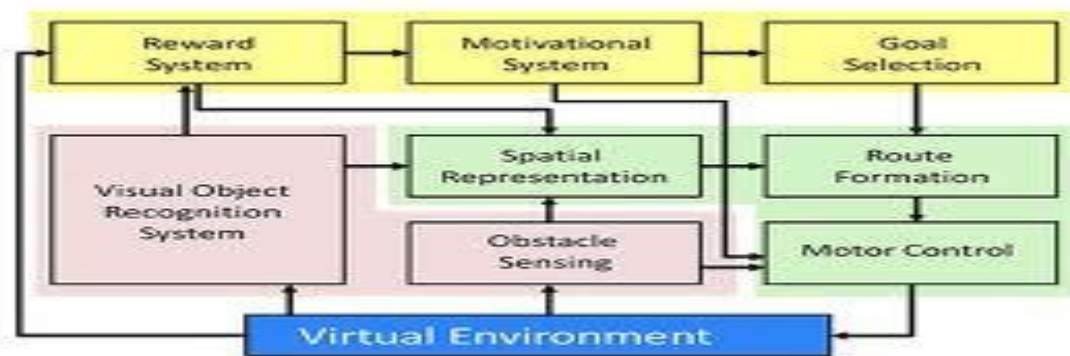 Reward
System
Motivational
System
Goal
Selection
Visual Object
Recognition
System
Spatial
Representation
Route
Formation
Obstacle
Sensing
Motor Control
Virtual Environment